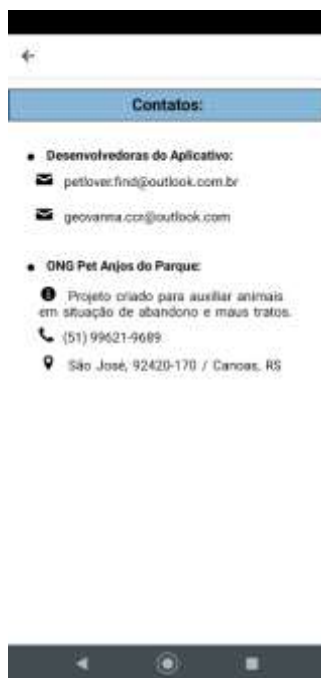 Contatos:
Desenvolvedoras do Aplicativo:
petlover.find@outlook.com.br
geovanna.ccr@outlook.com
ONG Pet Anjos do Parque:
Projeto criado para auxiliar animais
em situação de abandono e maus tratos.
(51) 99621-9689
São José, 92420-170 / Canoas, RS